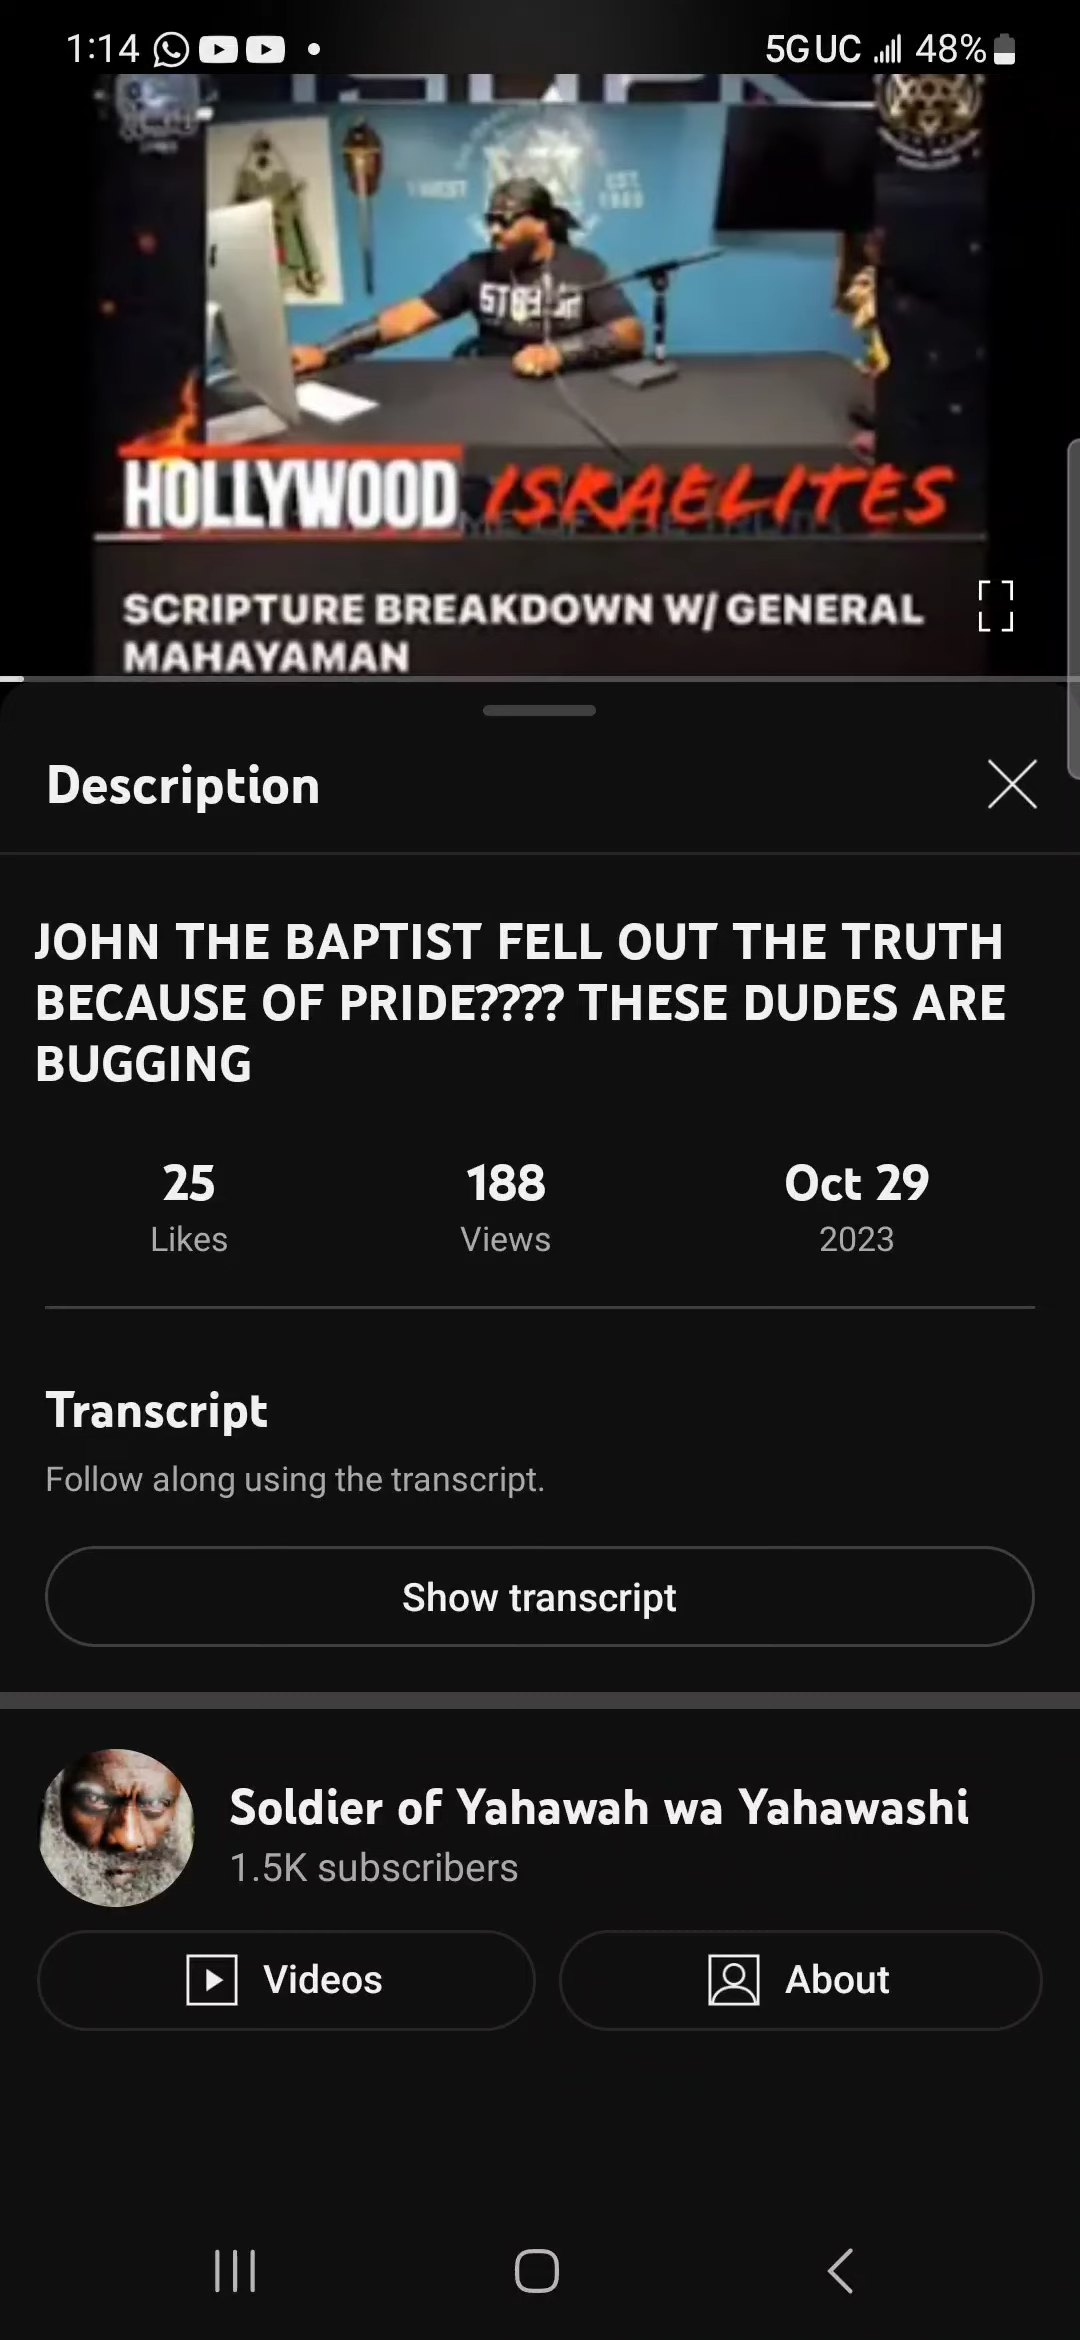 1:14
5G UC 48%
EST.
1969
HOLLYWOOD ISRAELITES
SCRIPTURE BREAKDOWN W/ GENERAL
MAHAYAMAN
Description
JOHN THE BAPTIST FELL OUT THE TRUTH
BECAUSE OF PRIDE???? THESE DUDES ARE
BUGGING
25
Likes
188
Views
Oct 29
2023
Transcript
Follow along using the transcript.
Show transcript
Soldier of Yahawah wa Yahawashi
1.5K subscribers
Videos
About